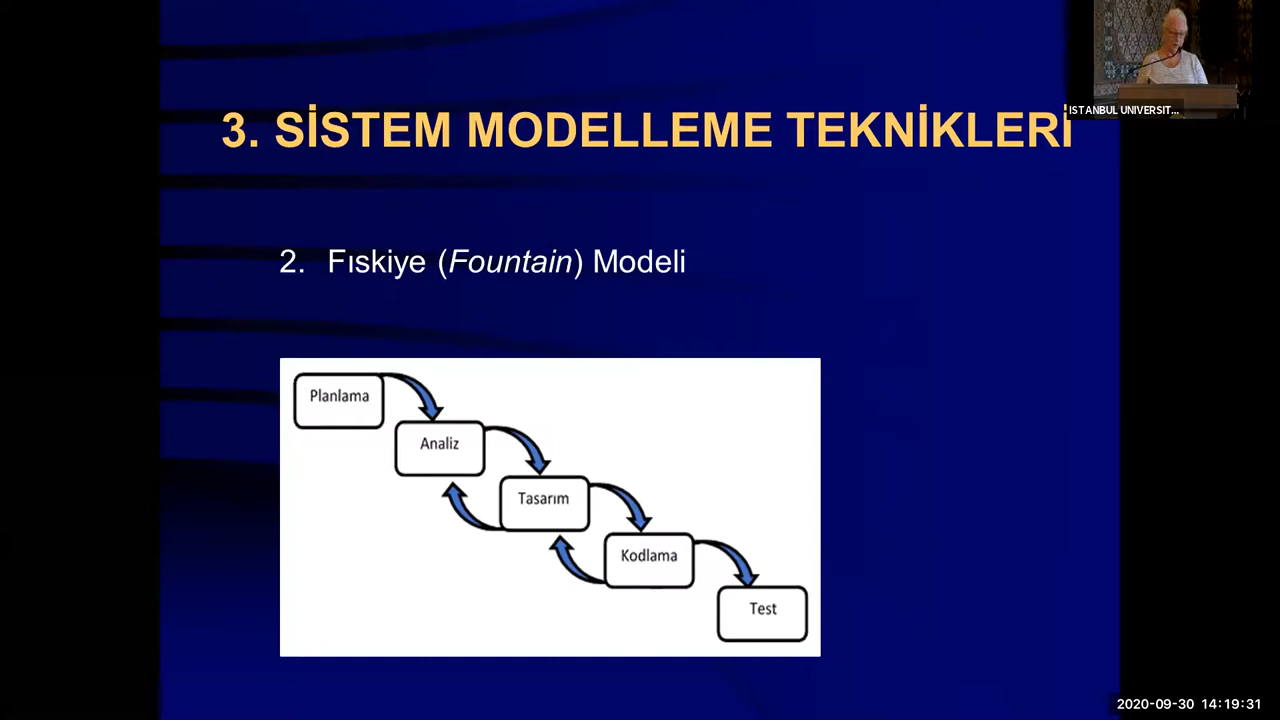 3. SİSTEM MODELLEME TEKNİKLERİ
ISTANBUL UNIVERSIT...
2. Fıskiye (Fountain) Modeli
Planlama
Analiz
Tasarım
Kodlama
Test
2020-09-30 14:19:31